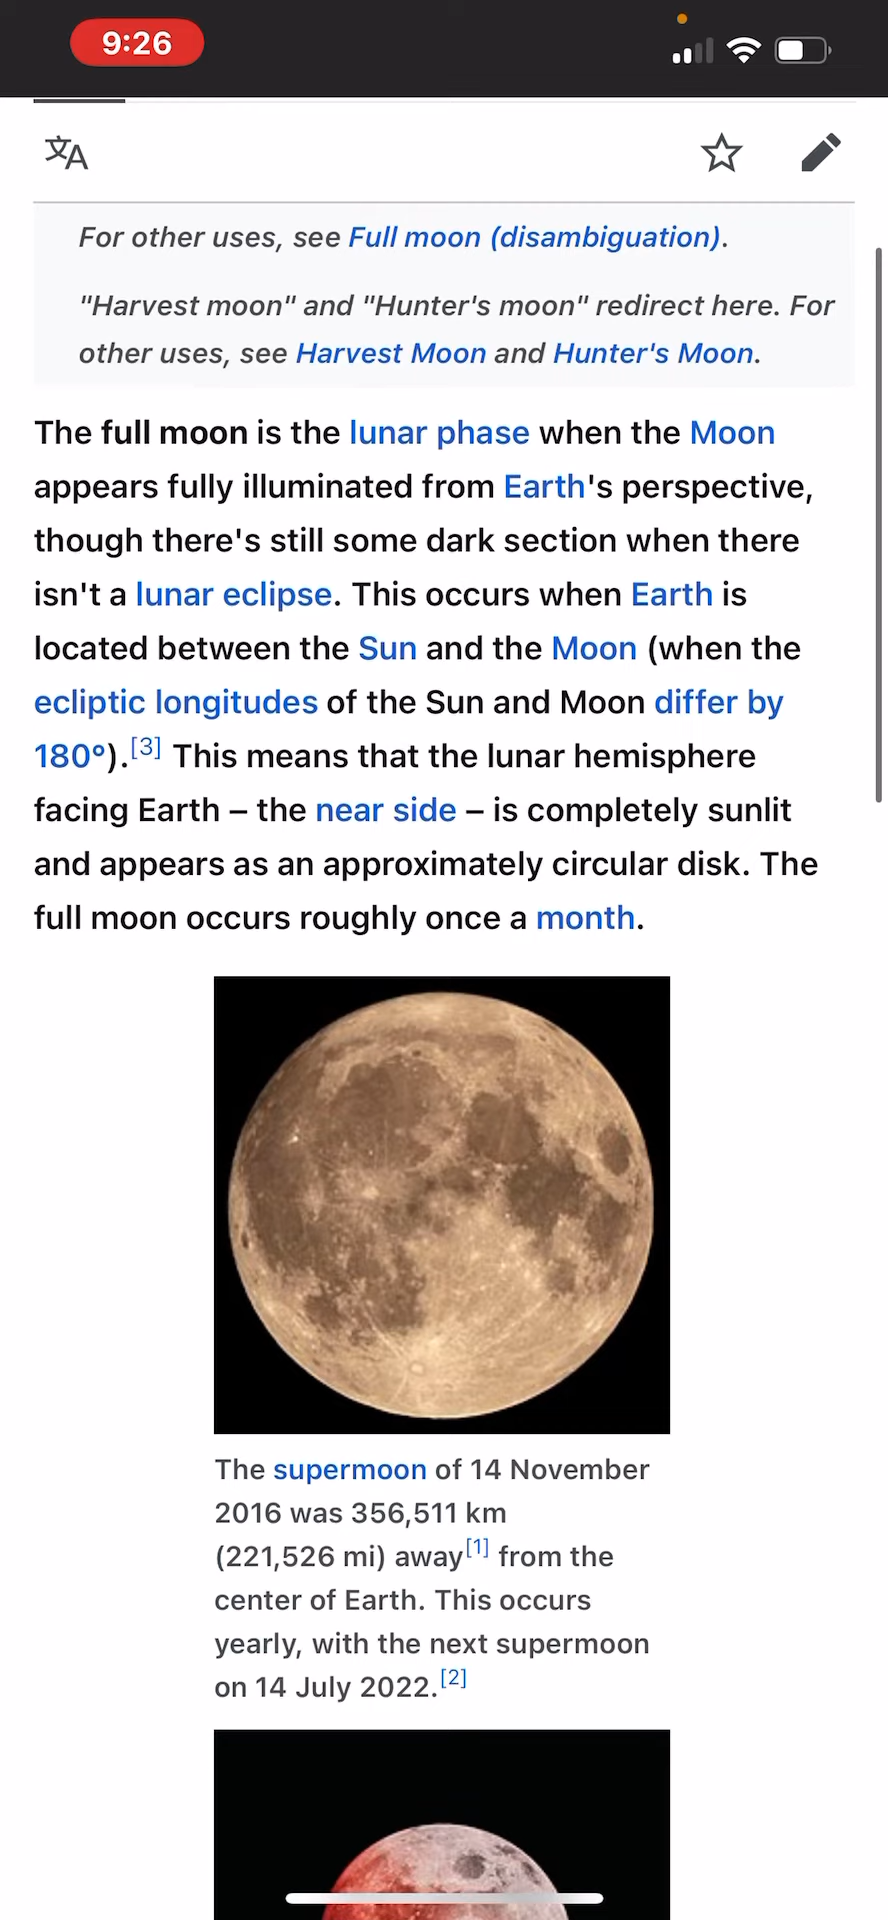 9:26
文A
For other uses, see Full moon (disambiguation).
"Harvest moon" and "Hunter's moon" redirect here. For
other uses, see Harvest Moon and Hunter's Moon.
The full moon is the lunar phase when the Moon
appears fully illuminated from Earth's perspective,
though there's still some dark section when there
isn't a lunar eclipse. This occurs when Earth is
located between the Sun and the Moon (when the
ecliptic longitudes of the Sun and Moon differ by
180°).[3] This means that the lunar hemisphere
facing Earth – the near side – is completely sunlit
and appears as an approximately circular disk. The
full moon occurs roughly once a month.
The supermoon of 14 November
2016 was 356,511 km
(221,526 mi) away[1] from the
center of Earth. This occurs
yearly, with the next supermoon
on 14 July 2022.[2]